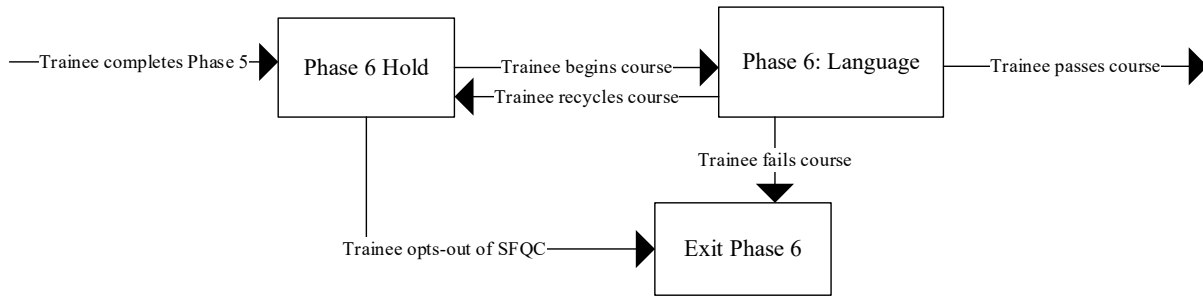 Trainee completes Phase 5
Phase 6 Hold
Trainee begins course
Phase 6: Language
Trainee passes course
Trainee recycles course
Trainee fails course
Trainee opts-out of SFQC
Exit Phase 6